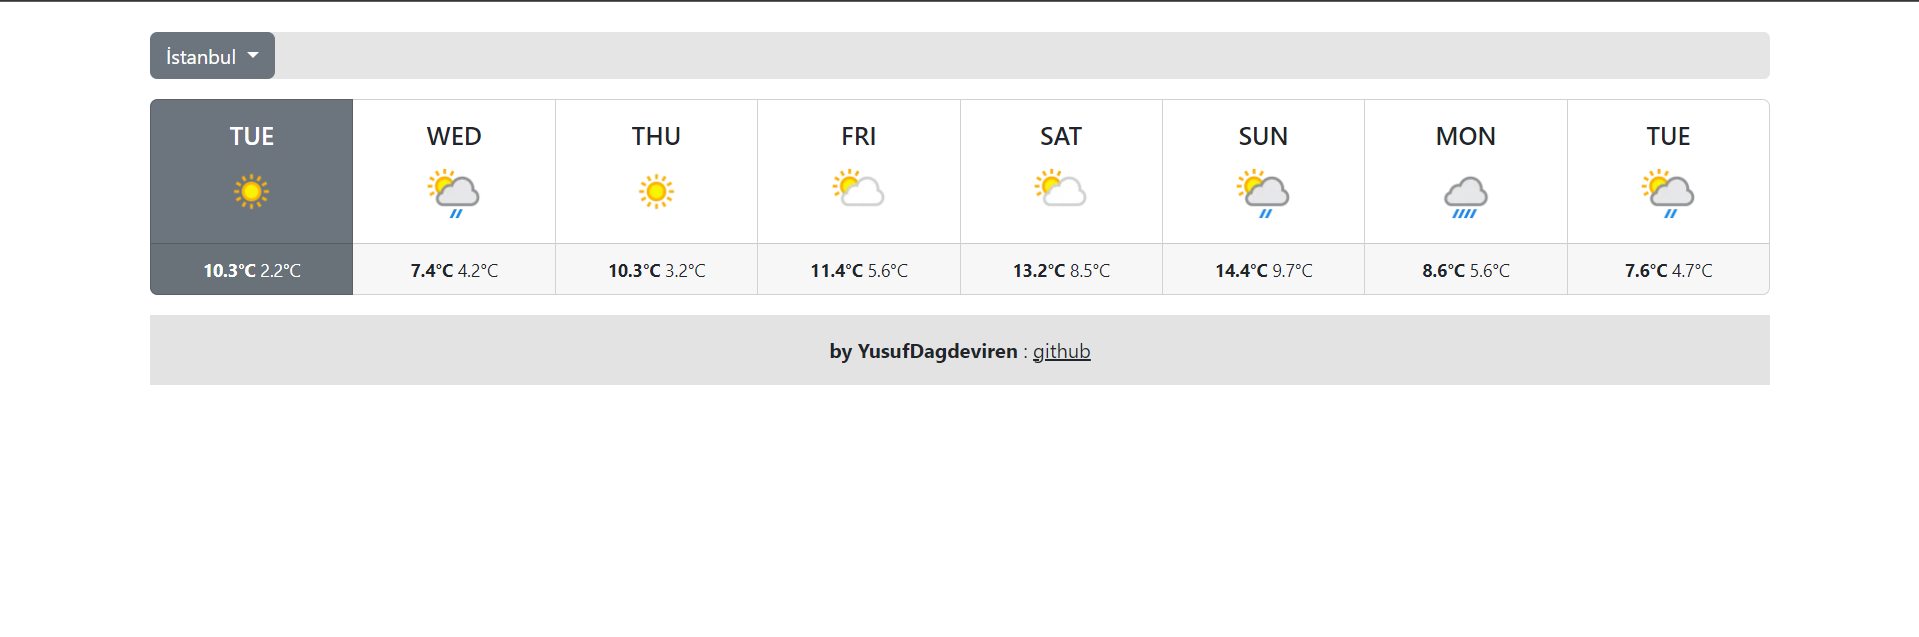 İstanbul
TUE
WED
THU
FRI
SAT
SUN
MON
TUE
10.3°C 2.2°C
7.4°C 4.2°C
10.3°C 3.2°C
11.4°C 5.6°C
13.2°C 8.5°C
14.4°C 9.7°C
8.6°C 5.6°C
7.6°C 4.7°C
by YusufDagdeviren : github